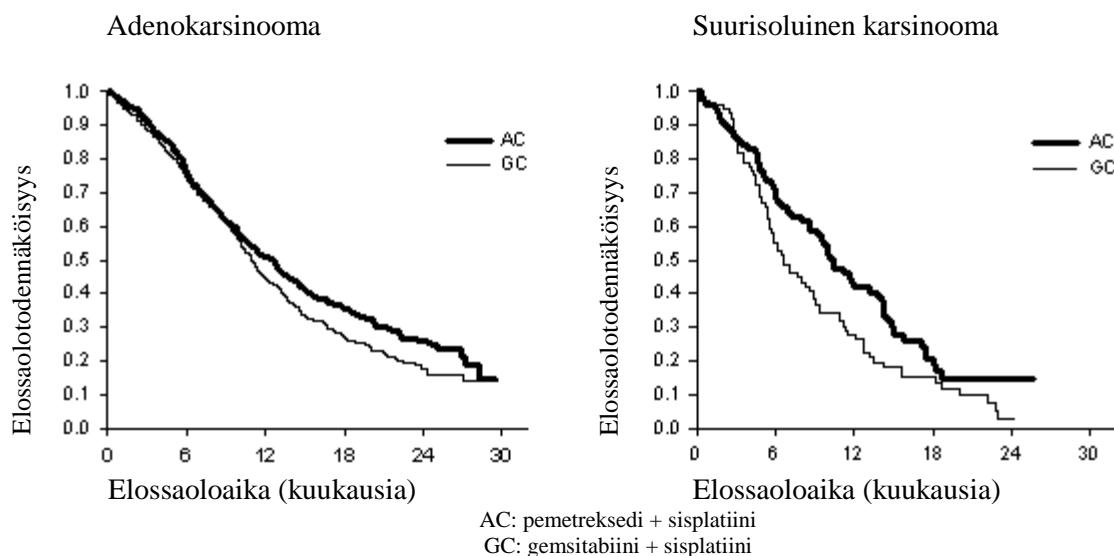 Adenokarsinooma
Elossaolotodennäköisyys
1.0
0.9
0.8
0.7
0.6
0.5
0.4
0.3
0.2
0.1
0.0
AC
GC
0 6 12 18 24 30
Elossaoloaika (kuukausia)
Suurisoluinen karsinooma
Elossaolotodennäköisyys
1.0
0.9
0.8
0.7
0.6
0.5
0.4
0.3
0.2
0.1
0.0
AC
GC
0 6 12 18 24 30
Elossaoloaika (kuukausia)
AC: pemetreksedi + sisplatiini
GC: gemsitabiini + sisplatiini